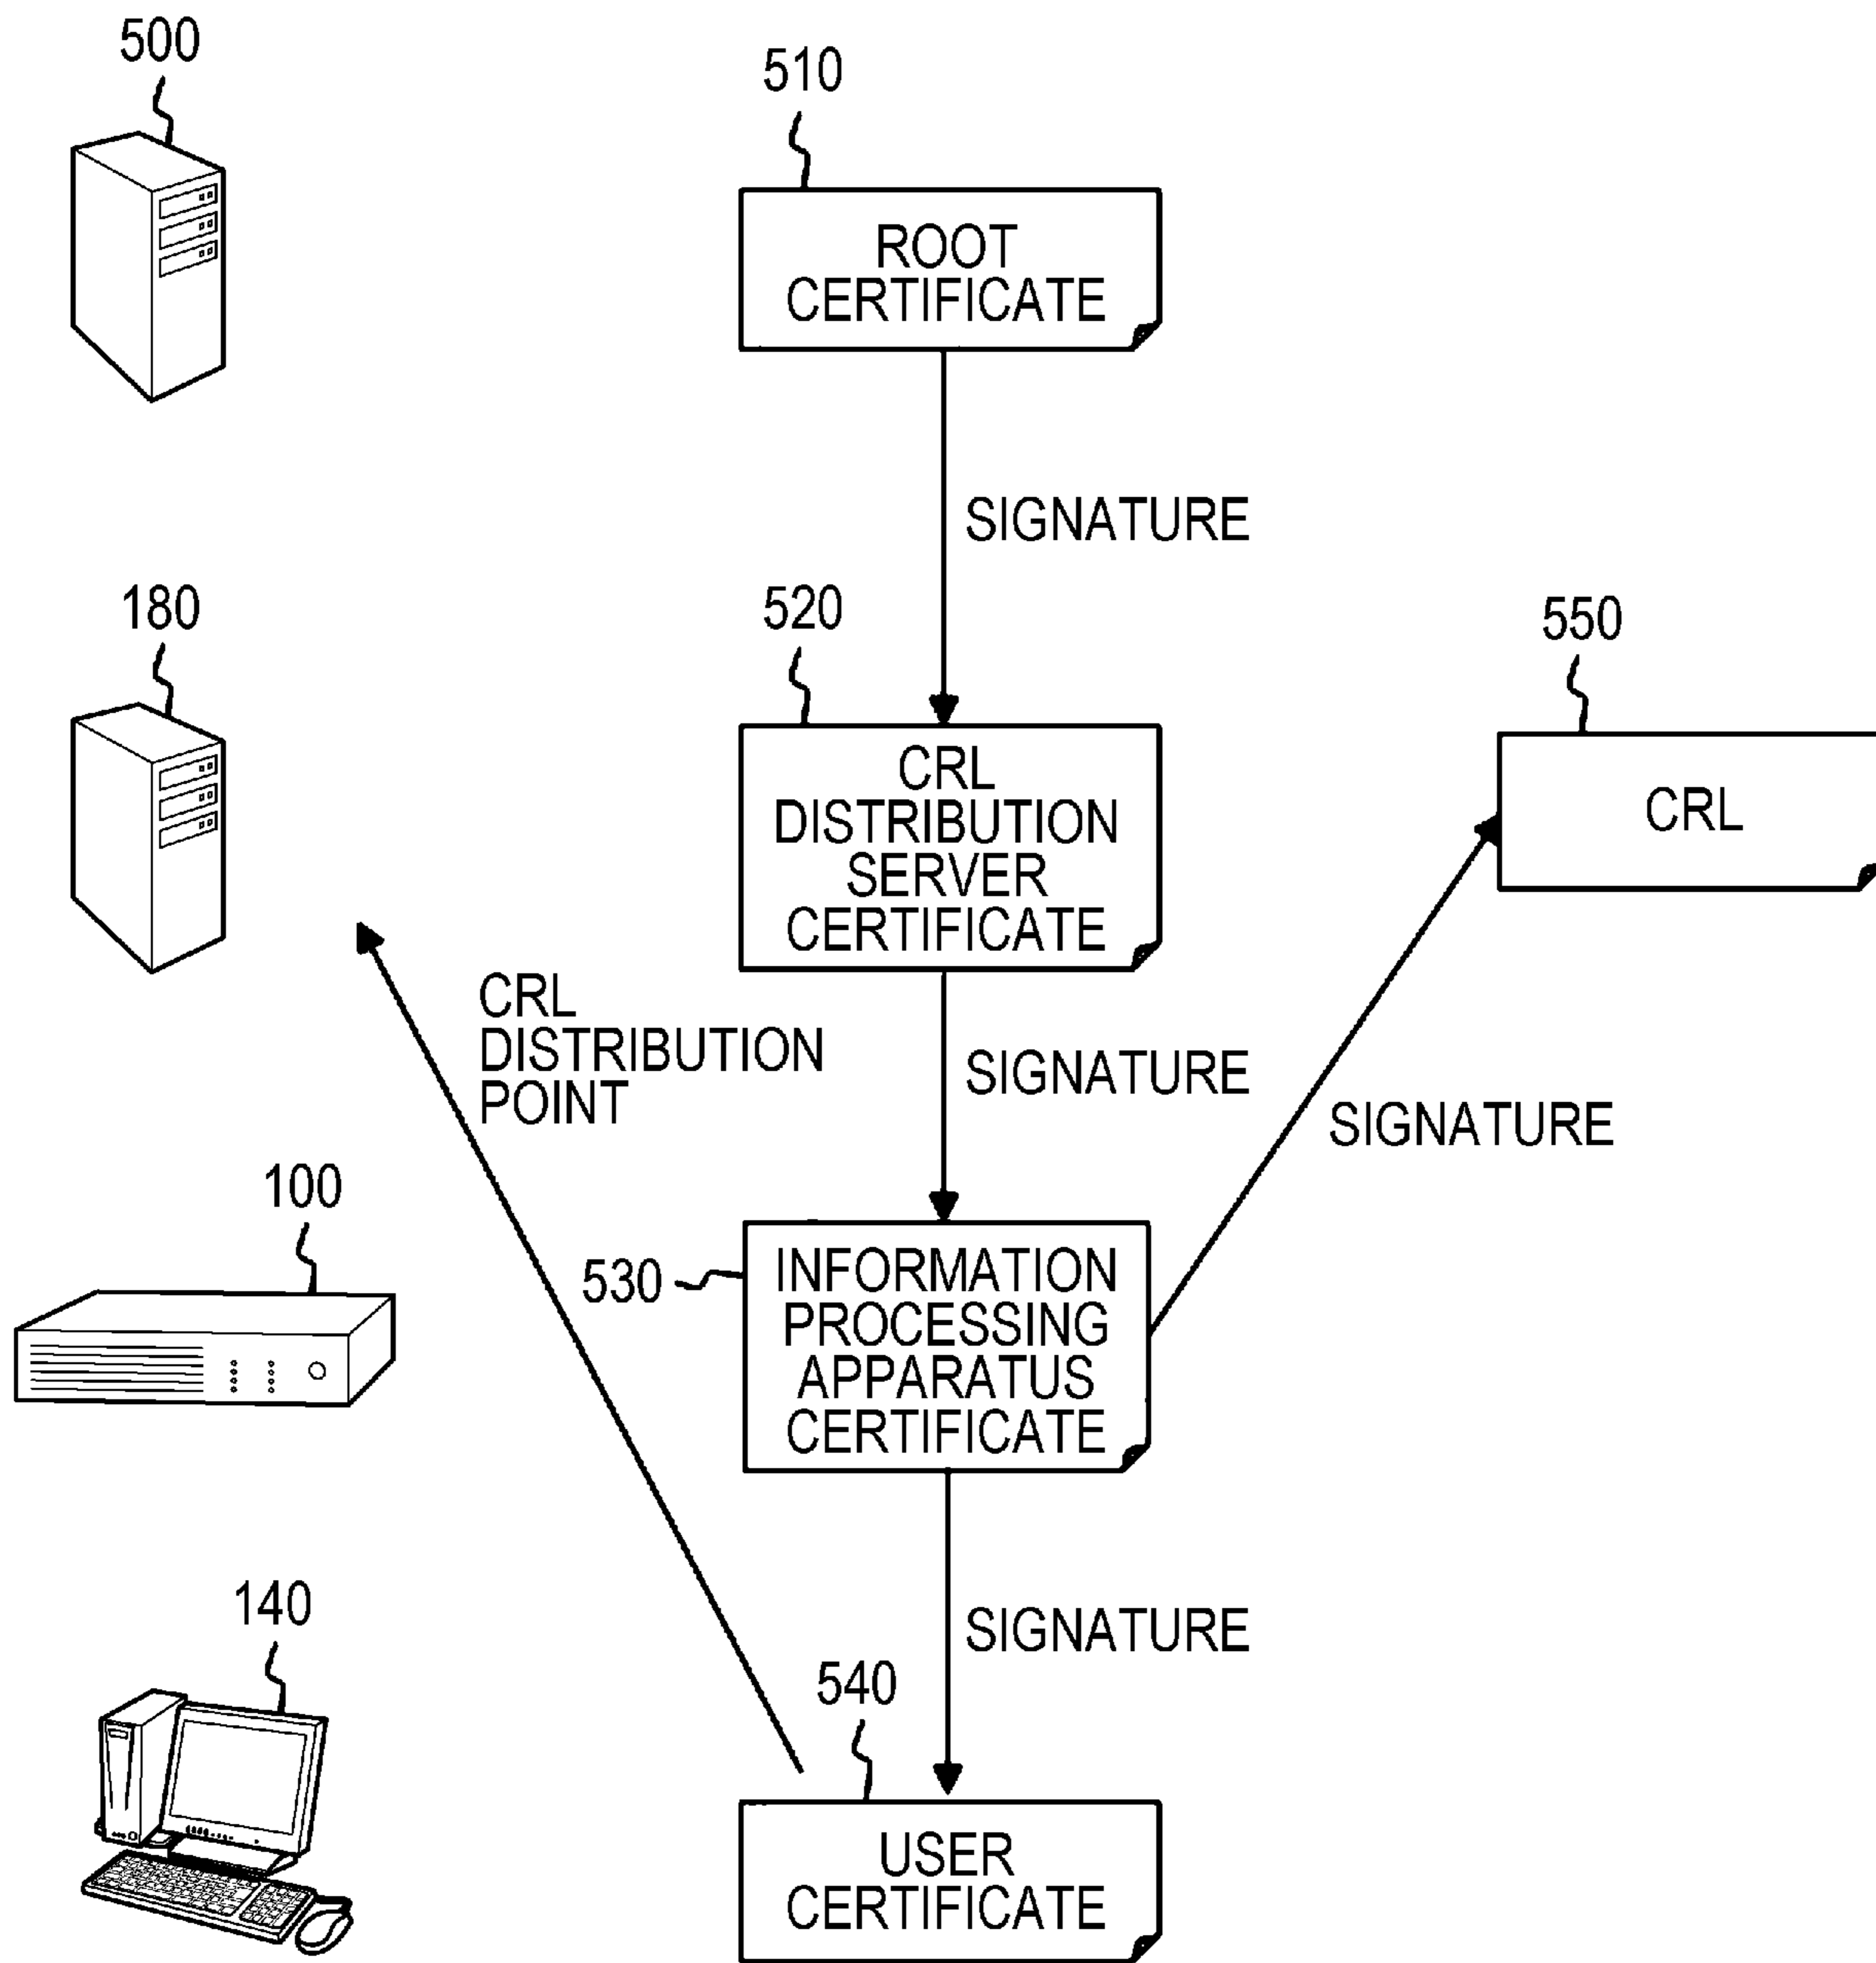 500
510
ROOT
CERTIFICATE
SIGNATURE
180
520
550
CRL
DISTRIBUTION
SERVER
CERTIFICATE
CRL
CRL
DISTRIBUTION
POINT
SIGNATURE
SIGNATURE
100
530
INFORMATION
PROCESSING
APPARATUS
CERTIFICATE
140
SIGNATURE
540
USER
CERTIFICATE